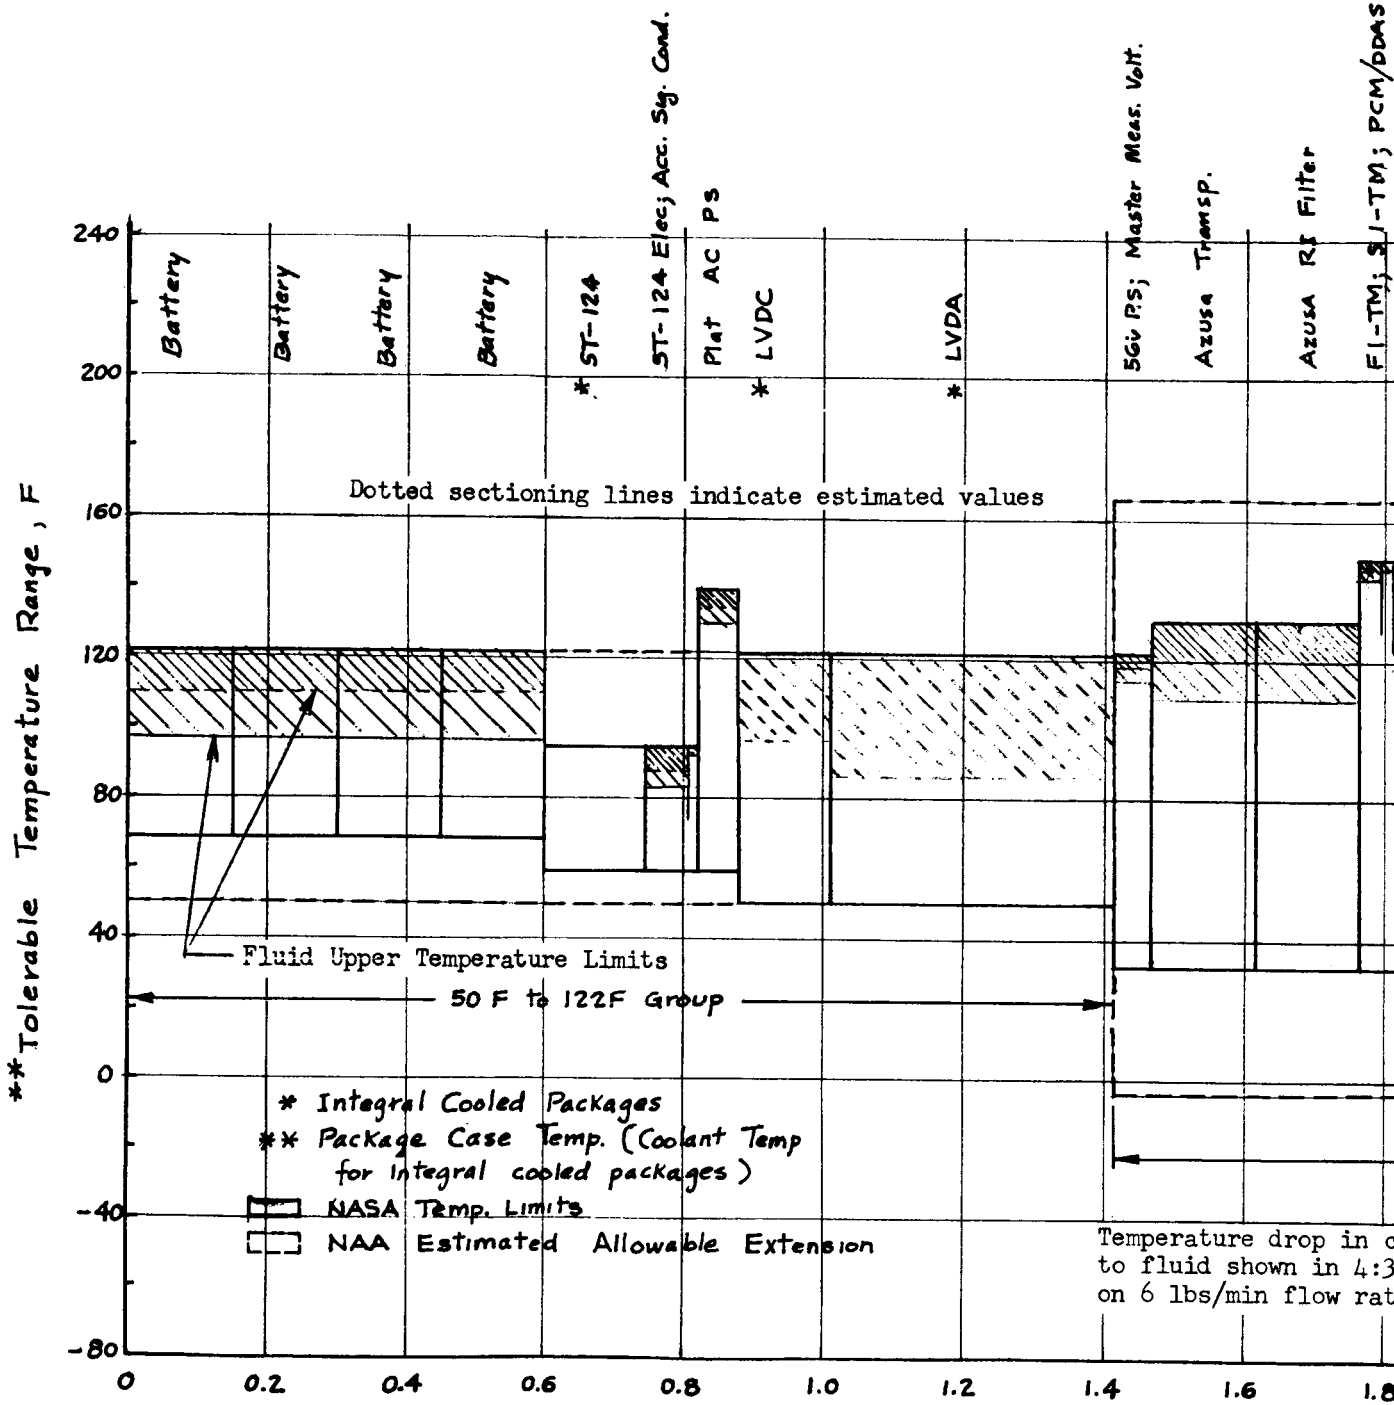 F1-TM; S1-TM; PCM/DDAS
Azusa RI Filter
Azusa Transp.
56v P.S; Master Meas. Volt.
* LVDA
* LVDC
Plat AC PS
ST-124 Elec; Acc. Sig. Cond.
* ST-124
Battery
Battery
Battery
Battery
240
200
160
120
80
40
0
-40
-80
** Tolerable Temperature Range, F
Dotted sectioning lines indicate estimated values
Fluid Upper Temperature Limits
50 F to 122F Group
* Integral Cooled Packages
** Package Case Temp. (Coolant Temp
for Integral cooled packages)
NASA Temp. Limits
NAA Estimated Allowable Extension
Temperature drop in
to fluid shown in 4:3
on 6 lbs/min flow rat
0 0.2 0.4 0.6 0.8 1.0 1.2 1.4 1.6 1.8